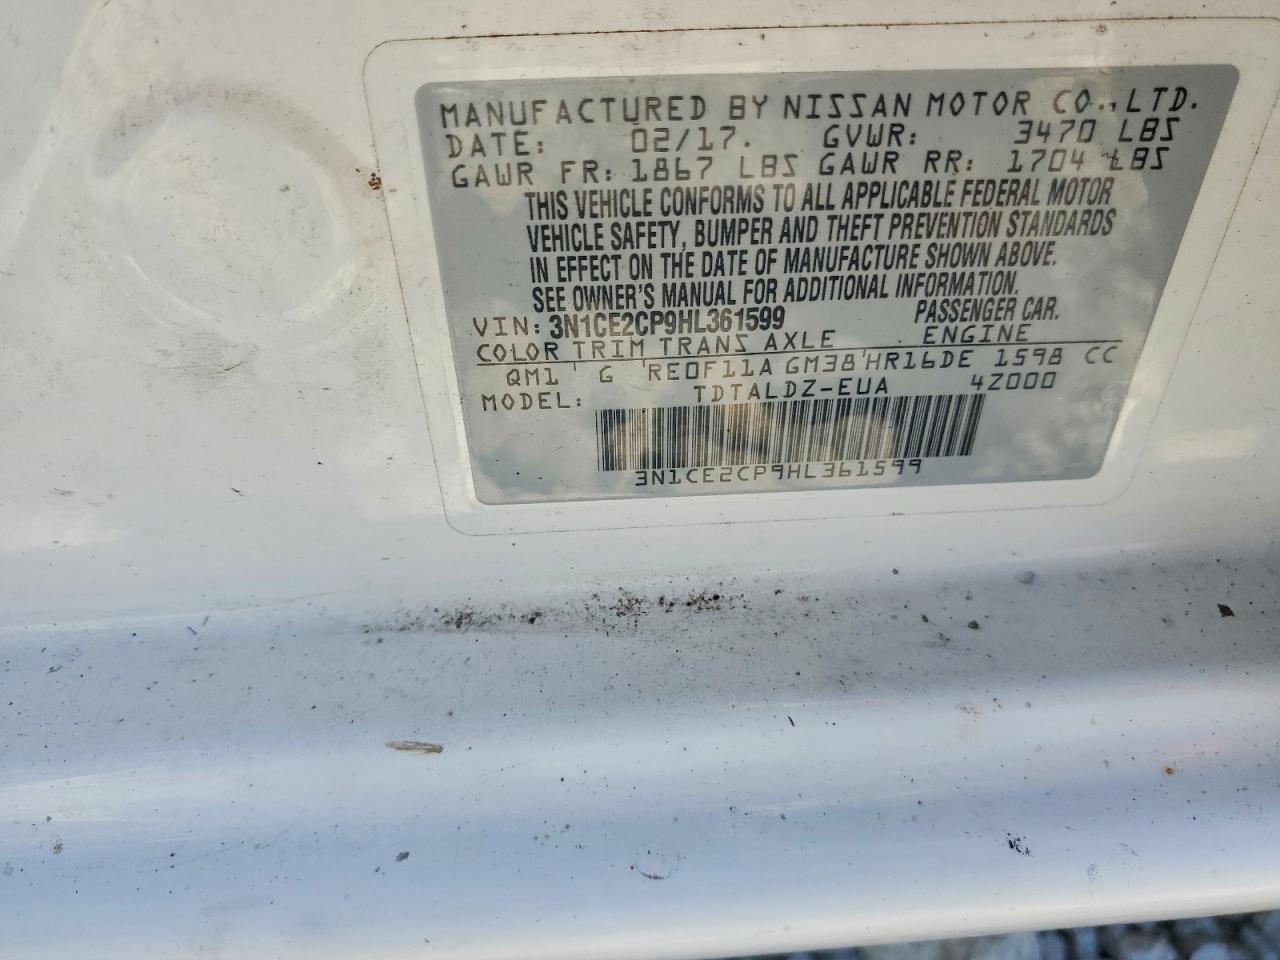 MANUFACTURED BY NISSAN MOTOR CO., LTD.
DATE: 02/17. GVWR: 3470 LBS
GAWR FR: 1867 LBS GAWR RR: 1704 LBS
THIS VEHICLE CONFORMS TO ALL APPLICABLE FEDERAL MOTOR
VEHICLE SAFETY, BUMPER AND THEFT PREVENTION STANDARDS
IN EFFECT ON THE DATE OF MANUFACTURE SHOWN ABOVE.
SEE OWNER'S MANUAL FOR ADDITIONAL INFORMATION.
VIN: 3N1CE2CP9HL361599 PASSENGER CAR.
COLOR TRIM TRANS AXLE ENGINE
QM1 G RE0F11A GM38 HR16DE 1598 CC
MODEL: TDTALDZ-EUA 4Z000
3N1CE2CP9HL361599